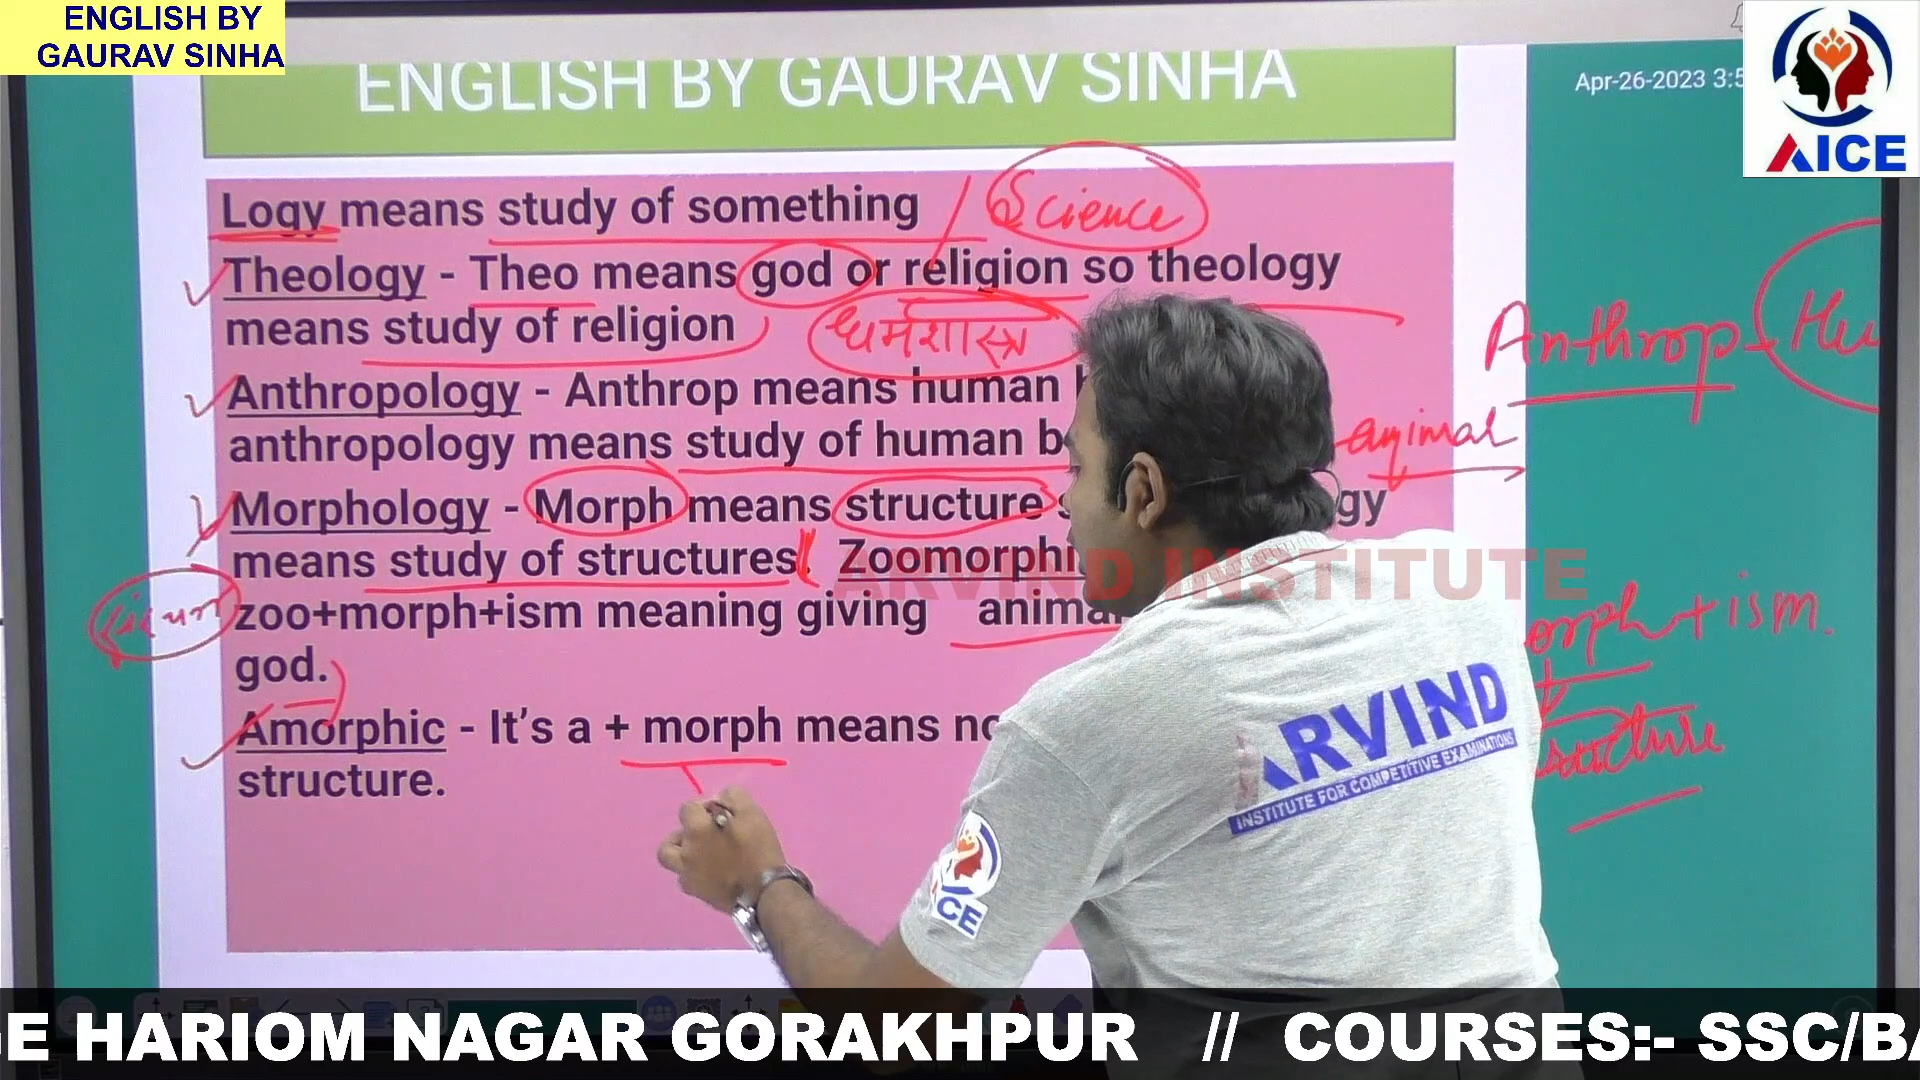 ENGLISH BY
GAURAV SINHA
ENGLISH BY GAURAV SINHA
Apr-26-2023 3:5
AICE
Logy means study of something Science
Theology - Theo means god or religion so theology
means study of religion धर्मशास्त्र
Anthrop - Hu
Anthropology - Anthrop means human
anthropology means study of human b
animal
Morphology - Morph means structure gy
means study of structures. Zoomorphi
ARVIND INSTITUTE
zoo+morph+ism meaning giving animal
orph+ism.
god.
Amorphic - It's a + morph means no
structure
structure.
ARVIND
INSTITUTE FOR COMPETITIVE EXAMINATIONS
AICE
GE HARIOM NAGAR GORAKHPUR // COURSES:- SSC/BA